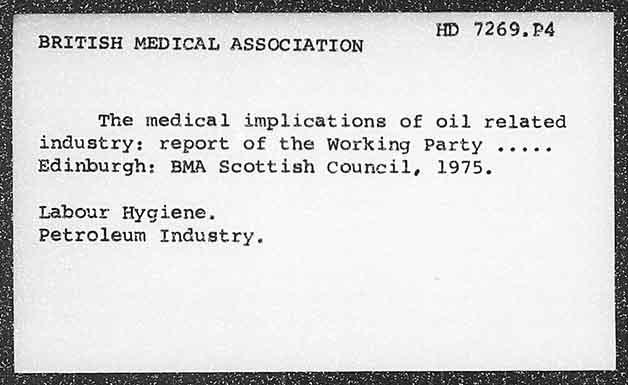 HD 7269.P4
BRITISH MEDICAL ASSOCIATION
The medical implications of oil related
industry: report of the Working Party .....
Edinburgh: BMA Scottish Council, 1975.
Labour Hygiene.
Petroleum Industry.